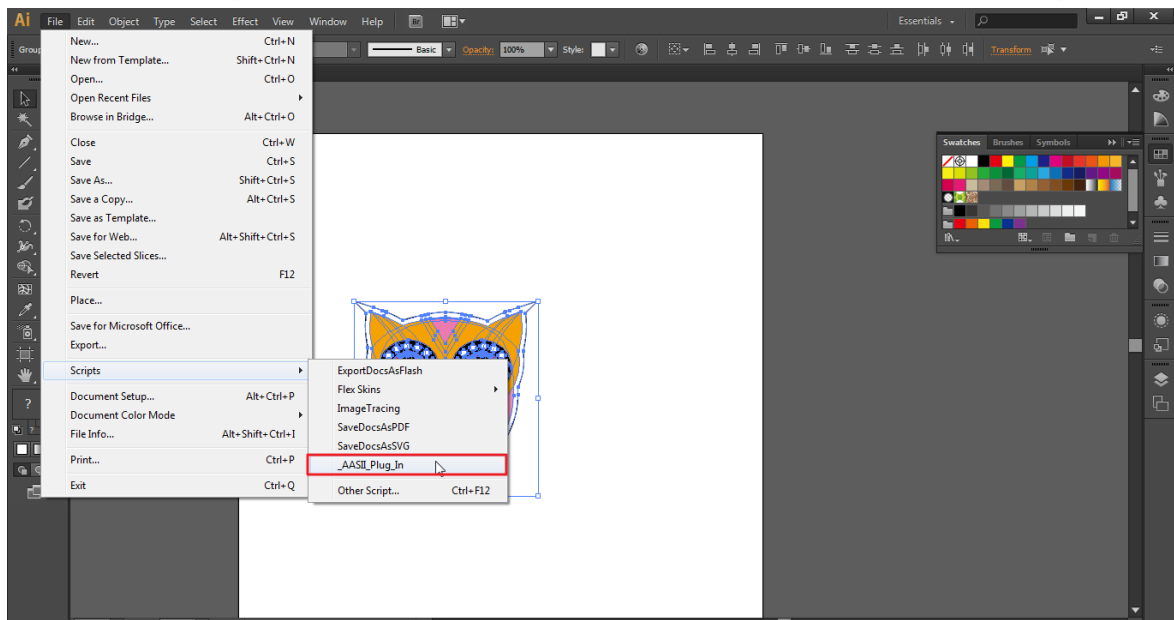 Ai File Edit Object Type Select Effect View Window Help Br Essentials
Group Basic Opacity: 100% Style: Transform
New... Ctrl+N
New from Template... Shift+Ctrl+N
Open... Ctrl+O
Open Recent Files
Browse in Bridge... Alt+Ctrl+O
Close Ctrl+W
Save Ctrl+S
Save As... Shift+Ctrl+S
Save a Copy... Alt+Ctrl+S
Save as Template...
Save for Web... Alt+Shift+Ctrl+S
Save Selected Slices...
Revert F12
Place...
Save for Microsoft Office...
Export...
Scripts
Document Setup... Alt+Ctrl+P
Document Color Mode
File Info... Alt+Shift+Ctrl+I
Print... Ctrl+P
Exit Ctrl+Q
ExportDocsAsFlash
Flex Skins
ImageTracing
SaveDocsAsPDF
SaveDocsAsSVG
_AASII_Plug_In
Other Script... Ctrl+F12
Swatches Brushes Symbols